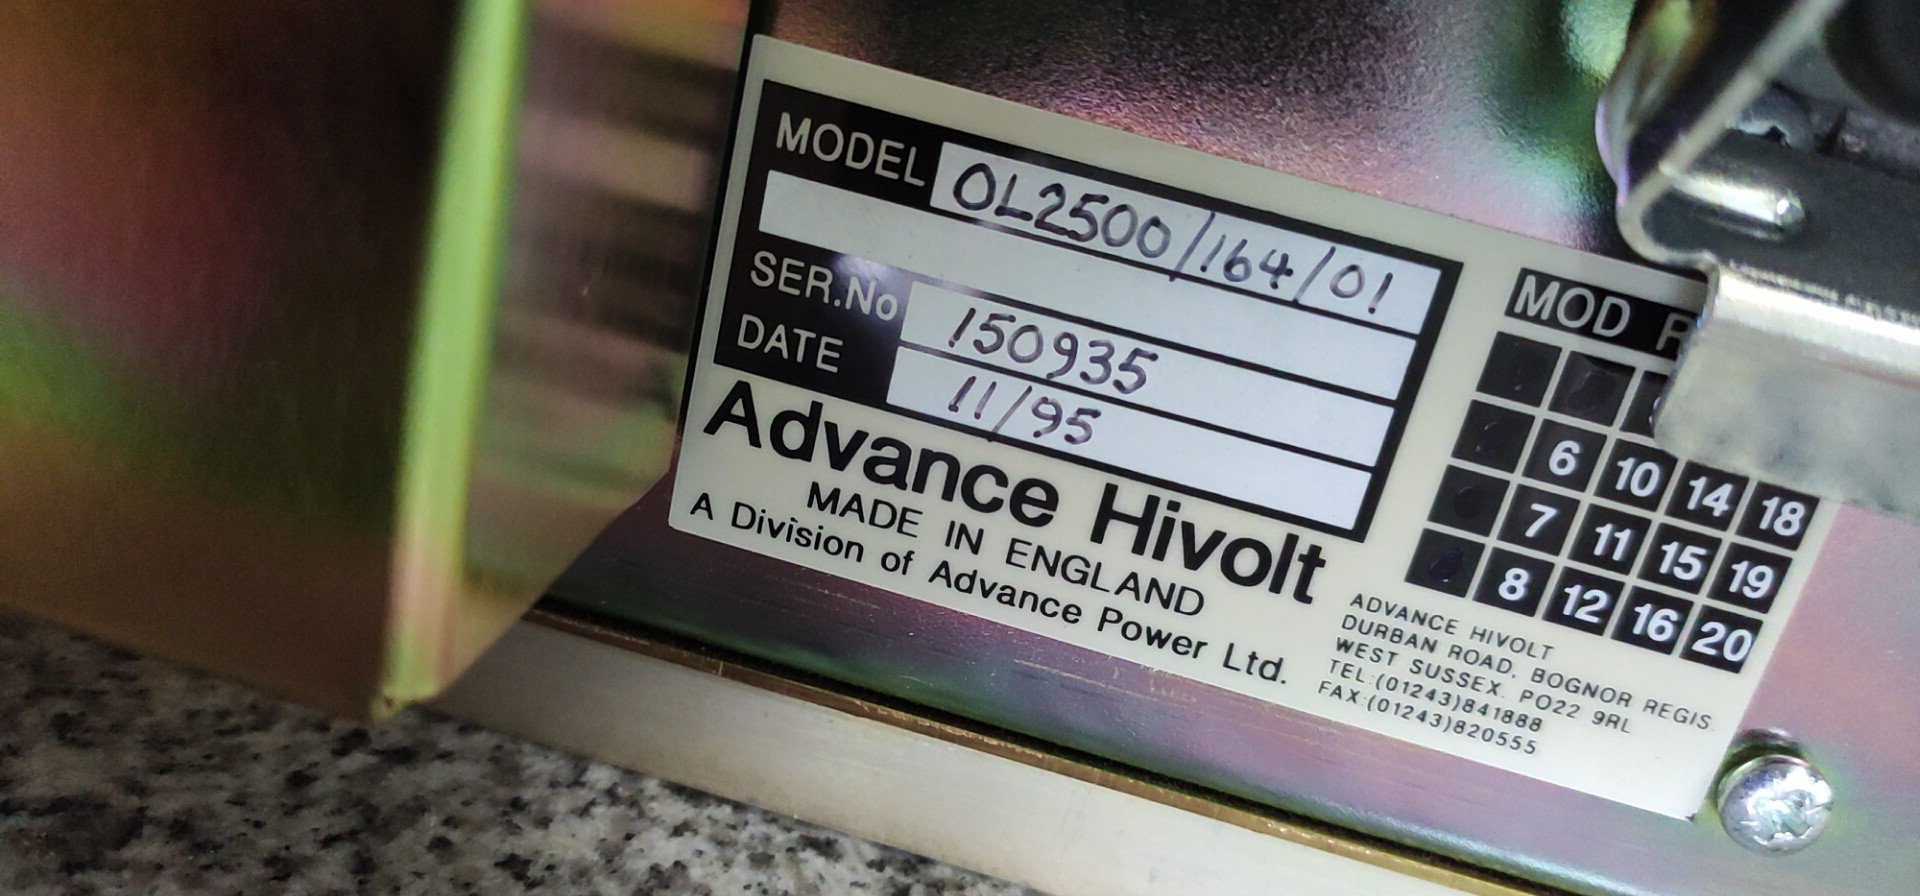 MODEL OL2500/164/01
SER.No 150935
DATE 11/95
Advance Hivolt
MADE IN ENGLAND
A Division of Advance Power Ltd.
MOD
6 10 14 18
7 11 15 19
8 12 16 20
ADVANCE HIVOLT
DURBAN ROAD, BOGNOR REGIS.
WEST SUSSEX. PO22 9RL
TEL:(01243)841888
FAX:(01243)820555